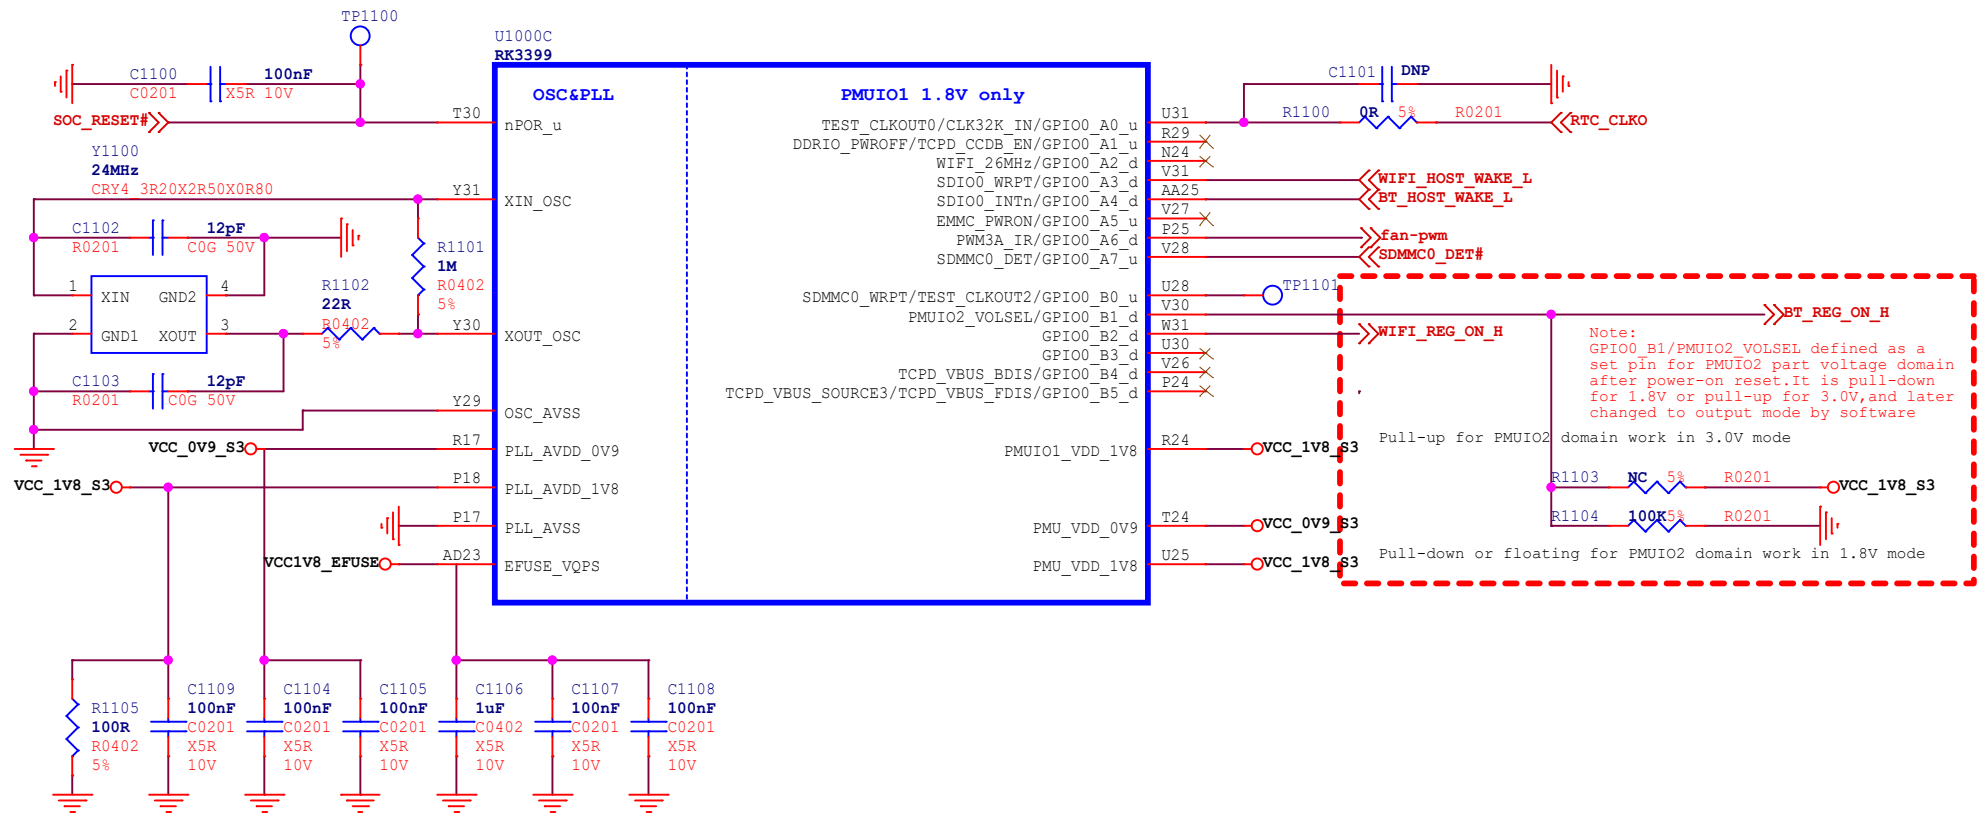 TP1100
U1000C
RK3399
C1100
100nF
C0201
X5R 10V
SOC_RESET#
T30
nPOR_u
OSC&PLL
PMUIO1 1.8V only
Y1100
24MHz
CRY4_3R20X2R50X0R80
Y31
XIN_OSC
C1102
12pF
R0201
C0G 50V
R1101
1M
R0402
5%
1
XIN
GND2
4
2
GND1
XOUT
3
R1102
22R
R0402
5%
Y30
XOUT_OSC
C1103
12pF
R0201
C0G 50V
Y29
OSC_AVSS
VCC_0V9_S3
R17
PLL_AVDD_0V9
VCC_1V8_S3
P18
PLL_AVDD_1V8
P17
PLL_AVSS
VCC1V8_EFUSE
AD23
EFUSE_VQPS
TEST_CLKOUT0/CLK32K_IN/GPIO0_A0_u
U31
DDRIO_PWROFF/TCPD_CCDB_EN/GPIO0_A1_u
R29
WIFI_26MHz/GPIO0_A2_d
N24
SDIO0_WRPT/GPIO0_A3_d
V31
SDIO0_INTn/GPIO0_A4_d
AA25
EMMC_PWRON/GPIO0_A5_u
V27
PWM3A_IR/GPIO0_A6_d
P25
SDMMC0_DET/GPIO0_A7_u
V28
SDMMC0_WRPT/TEST_CLKOUT2/GPIO0_B0_u
U28
PMUIO2_VOLSEL/GPIO0_B1_d
V30
GPIO0_B2_d
W31
GPIO0_B3_d
U30
TCPD_VBUS_BDIS/GPIO0_B4_d
V26
TCPD_VBUS_SOURCE3/TCPD_VBUS_FDIS/GPIO0_B5_d
P24
PMUIO1_VDD_1V8
R24
VCC_1V8_S3
PMU_VDD_0V9
T24
VCC_0V9_S3
PMU_VDD_1V8
U25
VCC_1V8_S3
C1101
DNP
R1100
0R
5%
R0201
RTC_CLKO
WIFI_HOST_WAKE_L
BT_HOST_WAKE_L
fan-pwm
SDMMC0_DET#
TP1101
BT_REG_ON_H
WIFI_REG_ON_H
Note:
GPIO0_B1/PMUIO2_VOLSEL defined as a
set pin for PMUIO2 part voltage domain
after power-on reset.It is pull-down
for 1.8V or pull-up for 3.0V,and later
changed to output mode by software
Pull-up for PMUIO2 domain work in 3.0V mode
R1103
NC
5%
R0201
VCC_1V8_S3
R1104
100K
5%
R0201
Pull-down or floating for PMUIO2 domain work in 1.8V mode
R1105
100R
R0402
5%
C1109
100nF
C0201
X5R
10V
C1104
100nF
C0201
X5R
10V
C1105
100nF
C0201
X5R
10V
C1106
1uF
C0402
X5R
10V
C1107
100nF
C0201
X5R
10V
C1108
100nF
C0201
X5R
10V